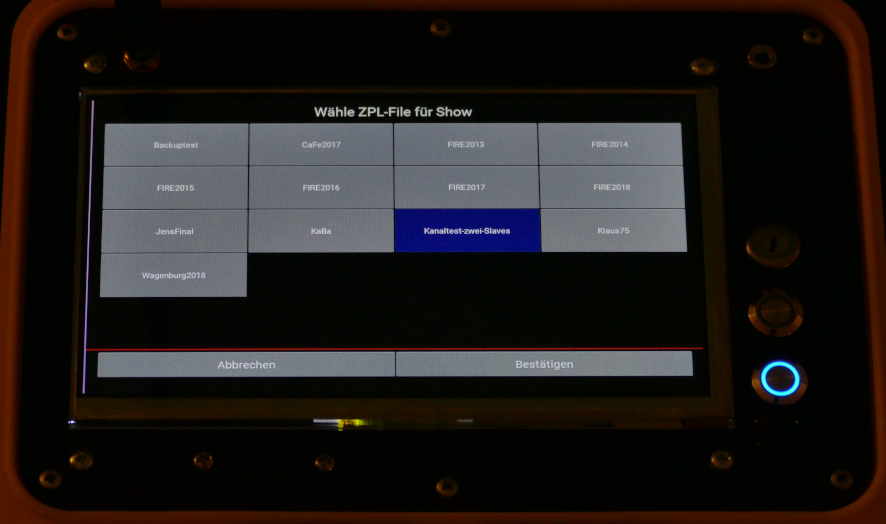 Wähle ZPL-File für Show
Backuptest CaFe2017 FIRE2013 FIRE2014
FIRE2015 FIRE2016 FIRE2017 FIRE2018
JensFinal KaBa Kanaltest-zwei-Slaves Klaus75
Wagenburg2018
Abbrechen Bestätigen